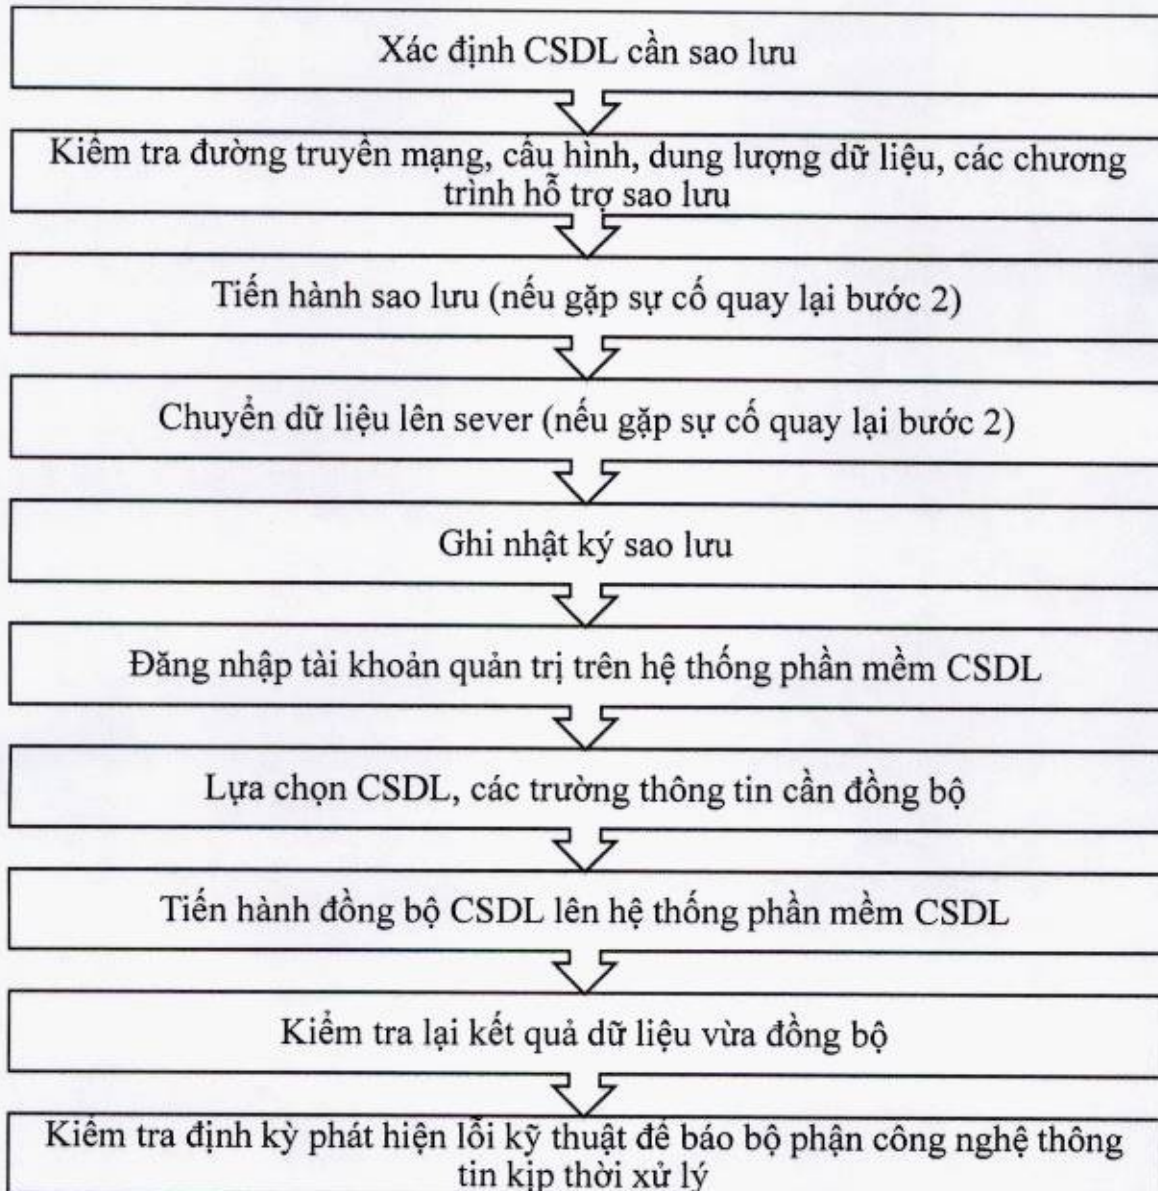 Xác định CSDL cần sao lưu
Kiểm tra đường truyền mạng, cấu hình, dung lượng dữ liệu, các chương
trình hỗ trợ sao lưu
Tiến hành sao lưu (nếu gặp sự cố quay lại bước 2)
Chuyển dữ liệu lên sever (nếu gặp sự cố quay lại bước 2)
Ghi nhật ký sao lưu
Đăng nhập tài khoản quản trị trên hệ thống phần mềm CSDL
Lựa chọn CSDL, các trường thông tin cần đồng bộ
Tiến hành đồng bộ CSDL lên hệ thống phần mềm CSDL
Kiểm tra lại kết quả dữ liệu vừa đồng bộ
Kiểm tra định kỳ phát hiện lỗi kỹ thuật để báo bộ phận công nghệ thông
tin kịp thời xử lý